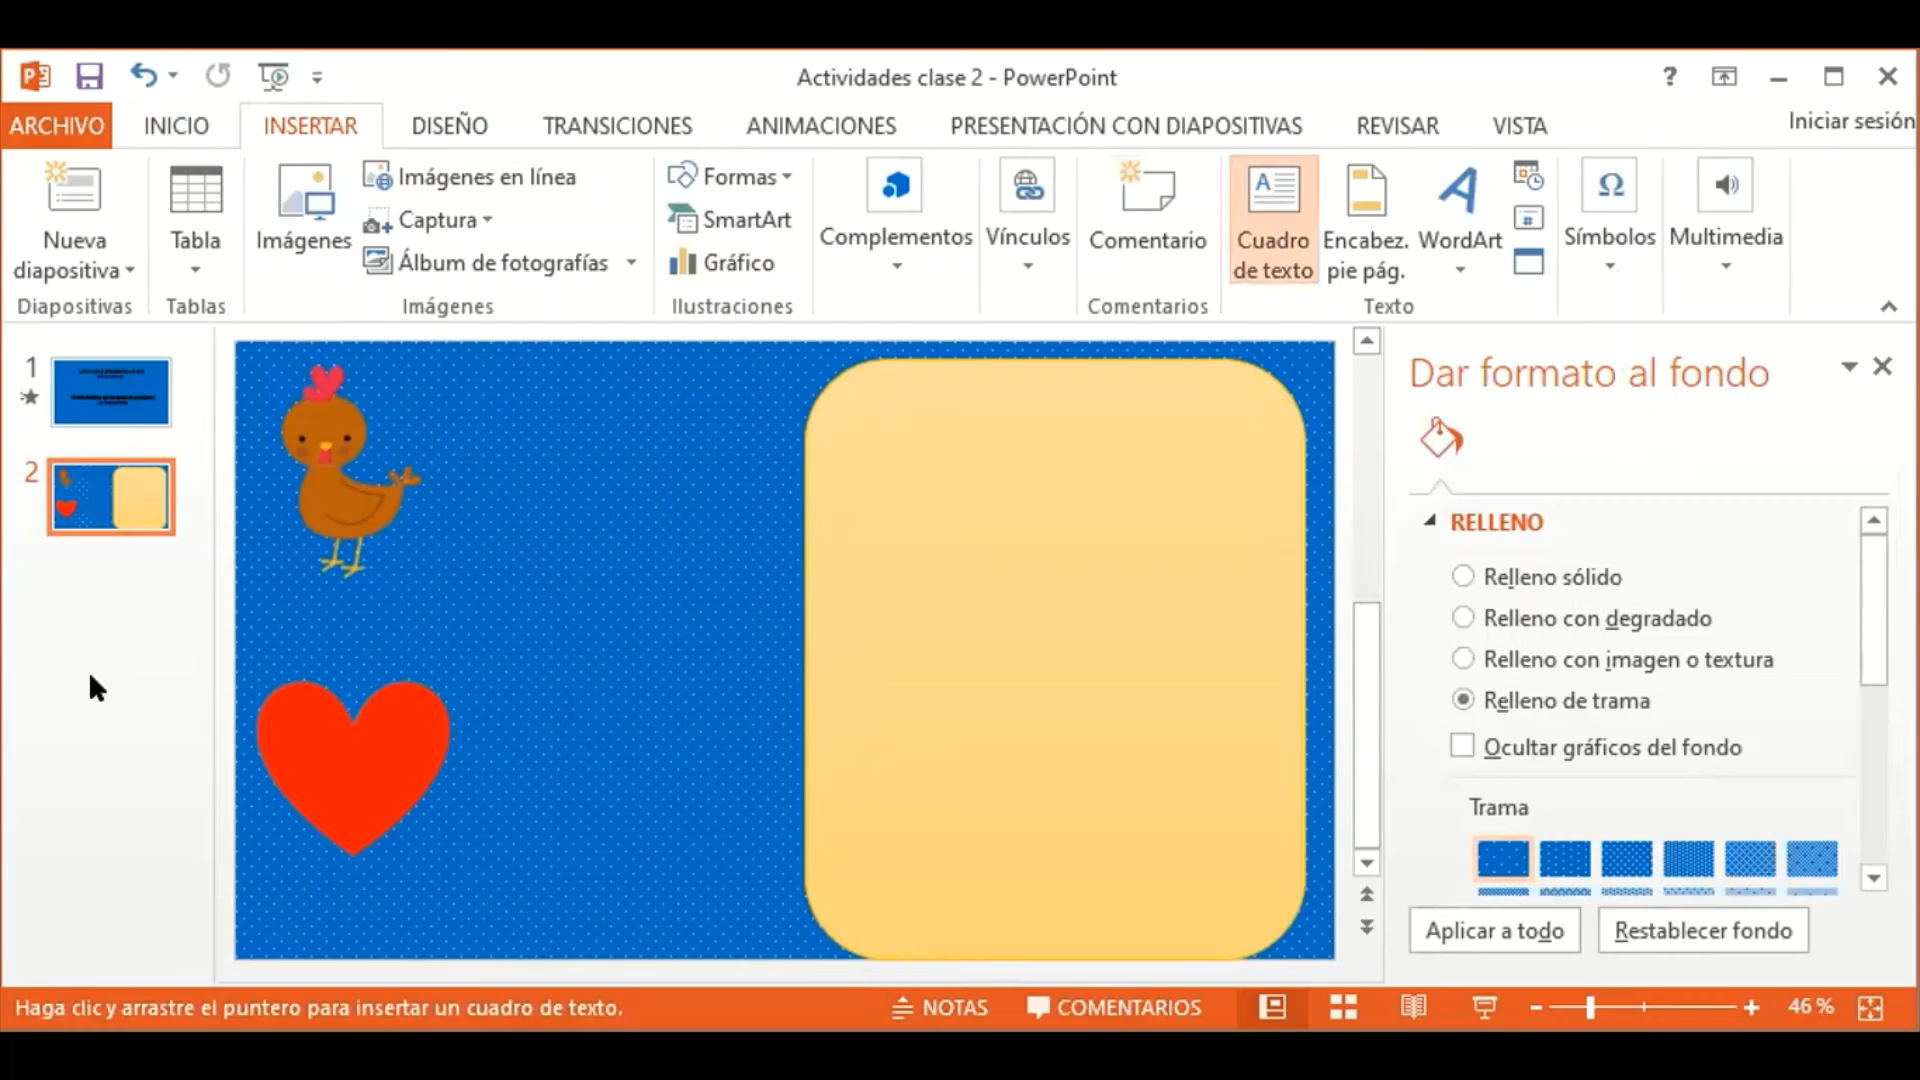 Actividades clase 2 - PowerPoint
?
ARCHIVO INICIO INSERTAR DISEÑO TRANSICIONES ANIMACIONES PRESENTACIÓN CON DIAPOSITIVAS REVISAR VISTA Iniciar sesión
Nueva diapositiva
Tabla
Imágenes
Imágenes en línea
Captura
Álbum de fotografías
Formas
SmartArt
Gráfico
Complementos
Vínculos
Comentario
Cuadro de texto
Encabez. pie pág.
WordArt
Símbolos
Multimedia
Diapositivas Tablas Imágenes Ilustraciones Comentarios Texto
1
2
Dar formato al fondo
RELLENO
Relleno sólido
Relleno con degradado
Relleno con imagen o textura
Relleno de trama
Ocultar gráficos del fondo
Trama
Aplicar a todo Restablecer fondo
Haga clic y arrastre el puntero para insertar un cuadro de texto. NOTAS COMENTARIOS 46 %